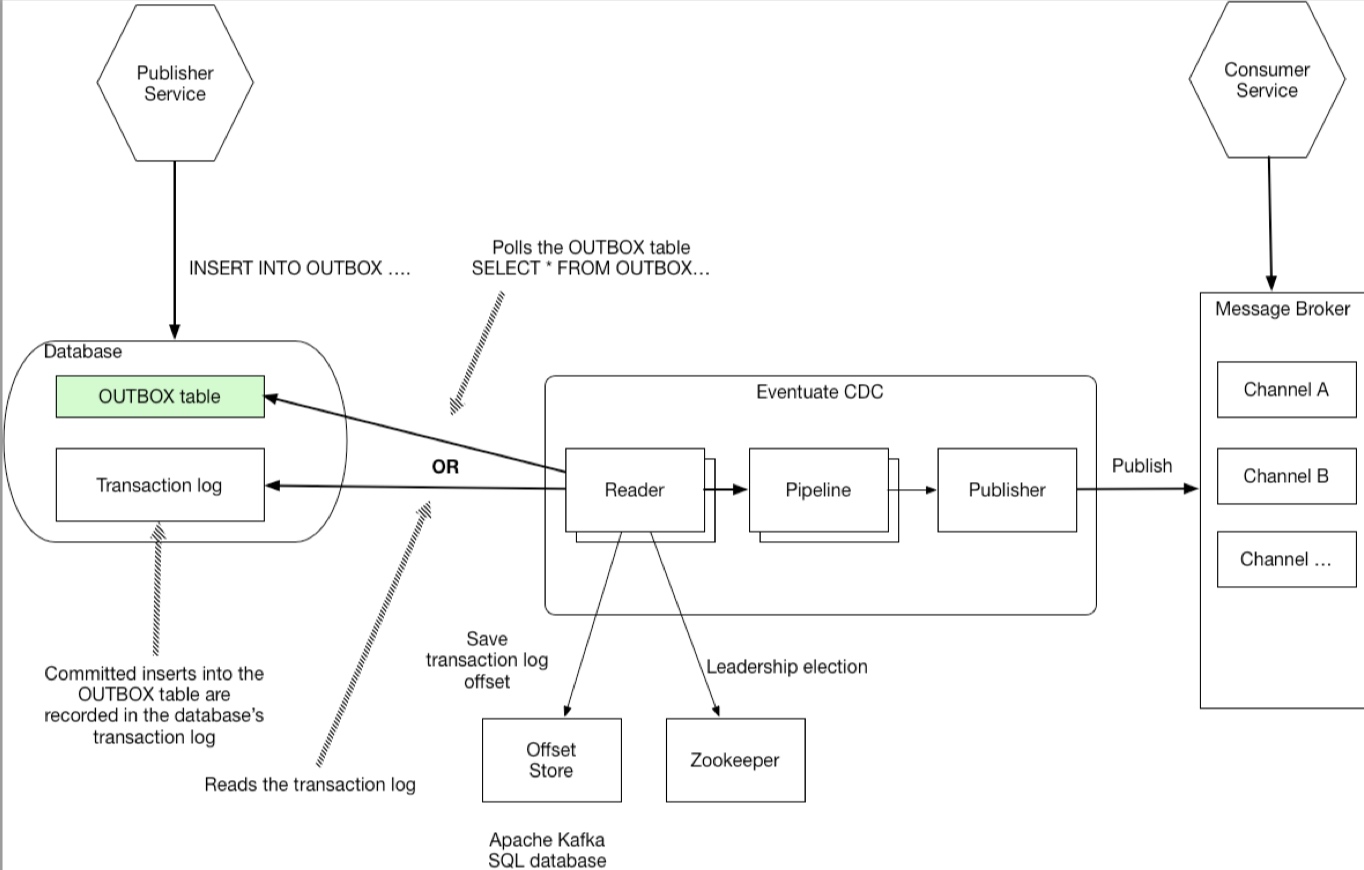 Publisher
Service
Consumer
Service
INSERT INTO OUTBOX ....
Polls the OUTBOX table
SELECT * FROM OUTBOX...
Database
OUTBOX table
Transaction log
OR
Eventuate CDC
Reader
Pipeline
Publisher
Publish
Message Broker
Channel A
Channel B
Channel ...
Committed inserts into the
OUTBOX table are
recorded in the database's
transaction log
Reads the transaction log
Save
transaction log
offset
Leadership election
Offset
Store
Zookeeper
Apache Kafka
SQL database